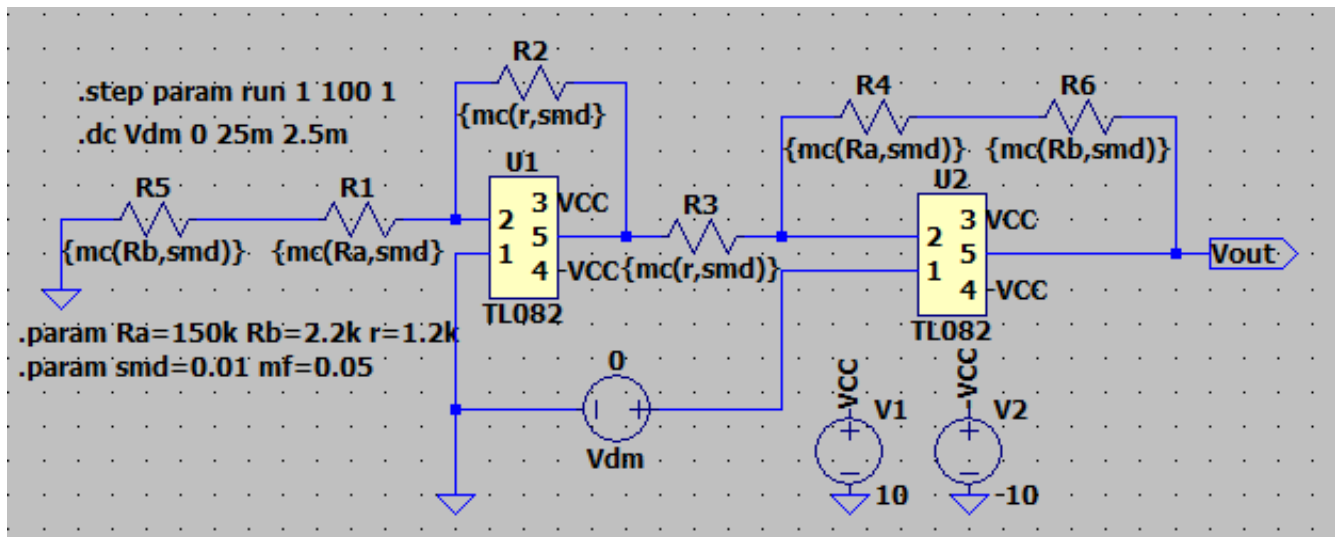 .step param run 1 100 1
.dc Vdm 0 25m 2.5m
R2
{mc(r,smd}
R4
{mc(Ra,smd)}
R6
{mc(Rb,smd)}
R5
{mc(Rb,smd)}
R1
{mc(Ra,smd}
U1
2
1
3
5
4
VCC
-VCC
TL082
R3
{mc(r,smd)}
U2
2
1
3
5
4
VCC
-VCC
TL082
Vout
.param Ra=150k Rb=2.2k r=1.2k
.param smd=0.01 mf=0.05
0
Vdm
VCC
V1
10
-VCC
V2
-10